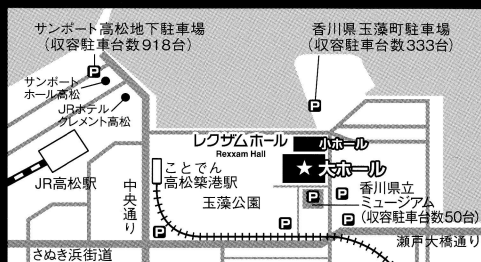 サンポート高松地下駐車場
(収容駐車台数918台)
香川県玉藻町駐車場
(収容駐車台数333台)
P
P
サンポート
ホール高松
JRホテル
クレメント高松
レクザムホール
Rexxam Hall
小ホール
大ホール
JR高松駅
中央通り
ことでん
高松築港駅
玉藻公園
P
P
香川県立
ミュージアム
(収容駐車台数50台)
P
P
P
瀬戸大橋通り
さぬき浜街道